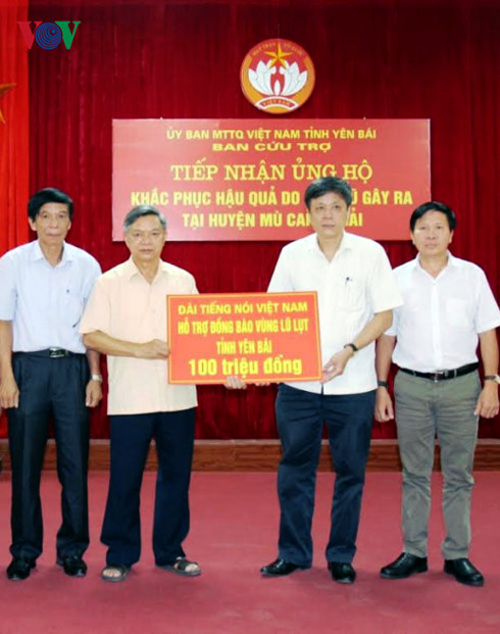 VOV
ỦY BAN MTTQ VIỆT NAM TỈNH YÊN BÁI
BAN CỨU TRỢ
TIẾP NHẬN ỦNG HỘ
KHẮC PHỤC HẬU QUẢ DO GÂY RA
TẠI HUYỆN MÙ
ĐÀI TIẾNG NÓI VIỆT NAM
HỖ TRỢ ĐỒNG BÀO VÙNG LŨ LỤT
TỈNH YÊN BÁI
100 triệu đồng